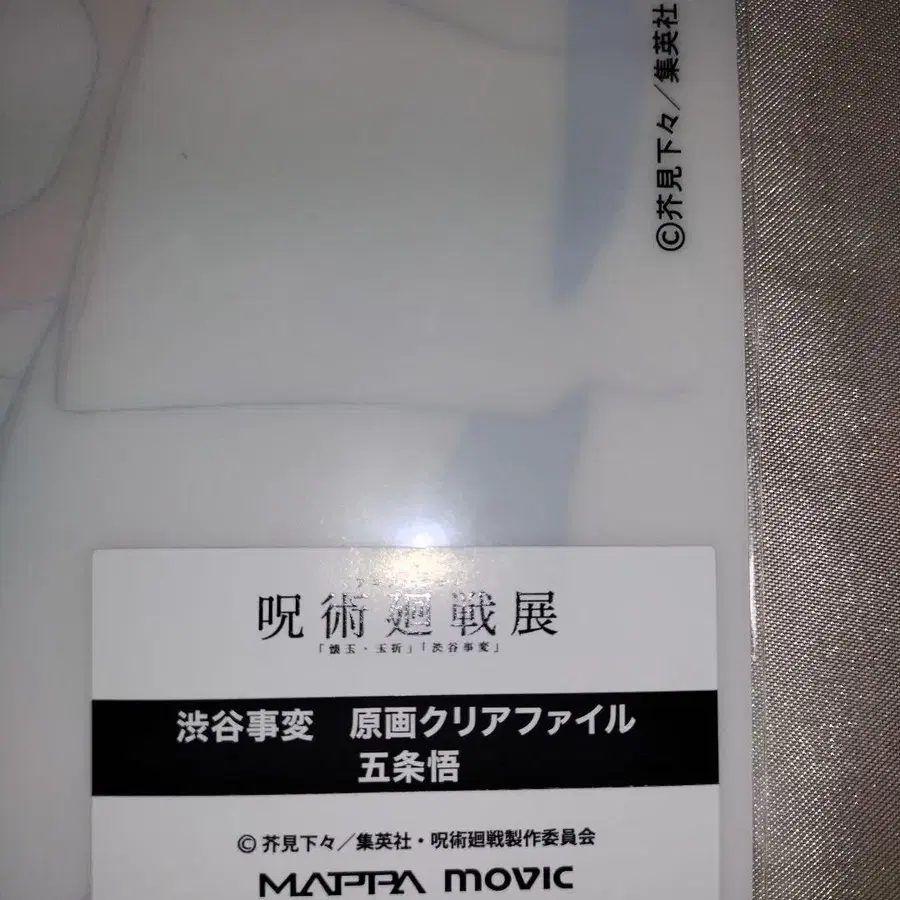 ©芥見下々／集英社
呪術廻戦展
「懐玉・玉折」「渋谷事変」
渋谷事変　原画クリアファイル
五条悟
© 芥見下々／集英社・呪術廻戦製作委員会
MAPPA movic